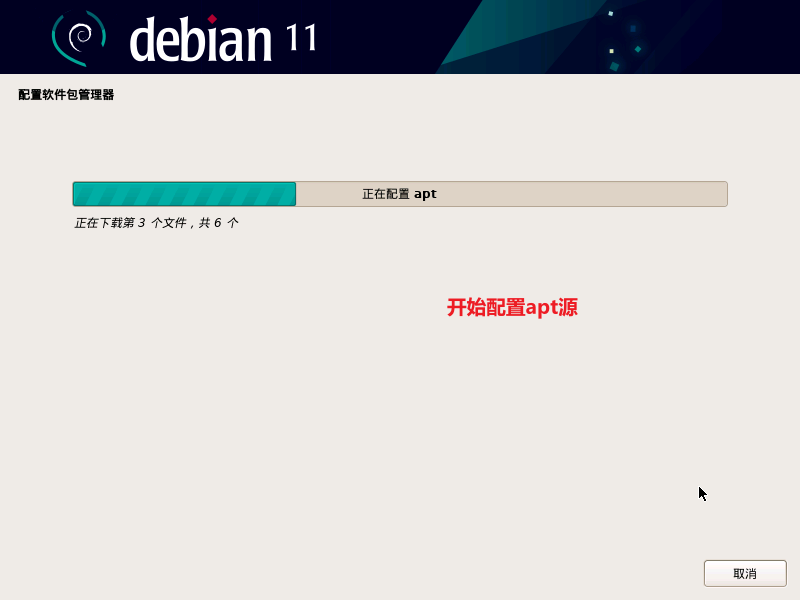 debian 11
配置软件包管理器
正在配置 apt
正在下载第 3 个文件，共 6 个
开始配置apt源
取消